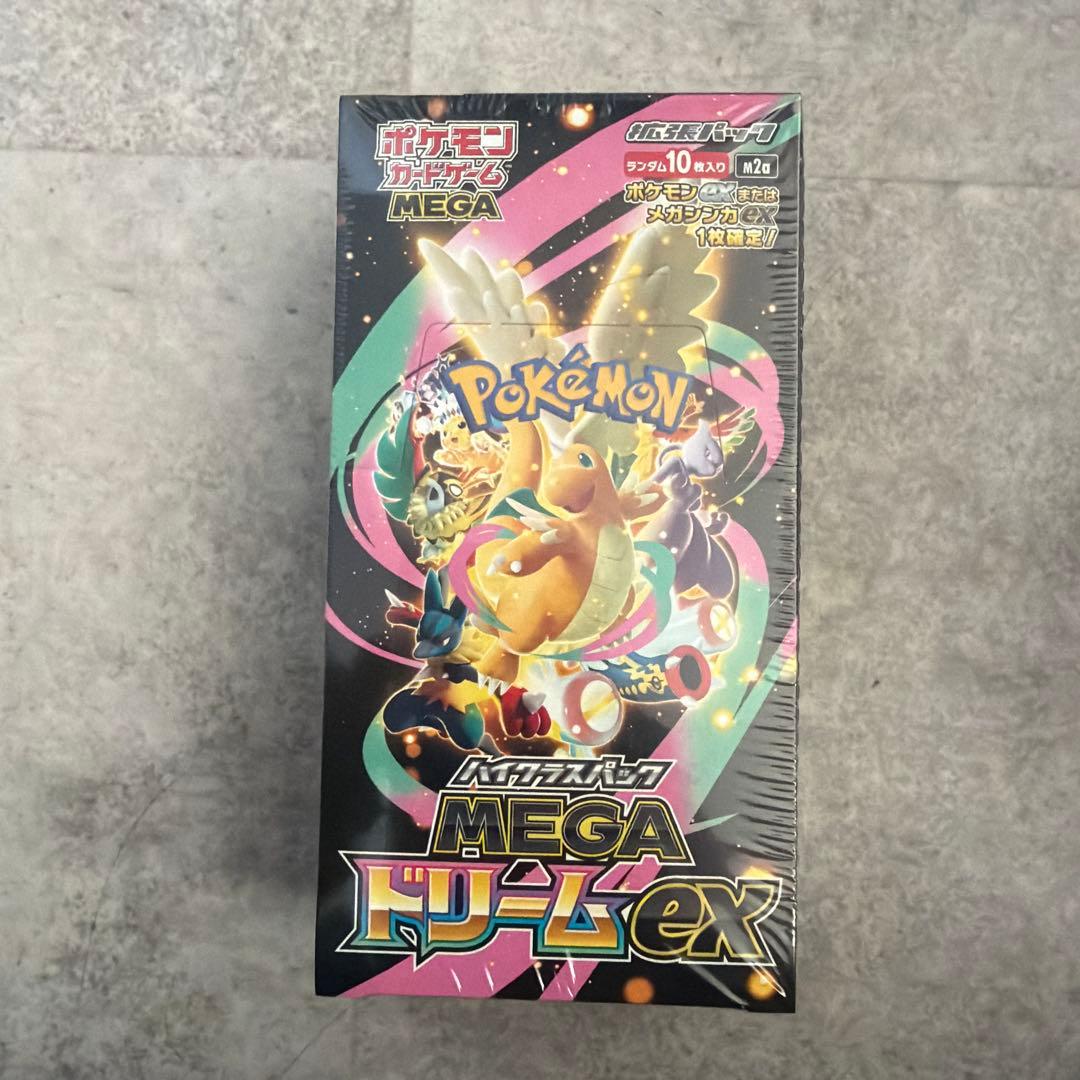 ポケモン
カードゲーム
MEGA
拡張パック
ランダム10枚入り M2a
ポケモンexまたは
メガシンカex
1枚確定!
POKéMON
ハイクラスパック
MEGA
ドリームex